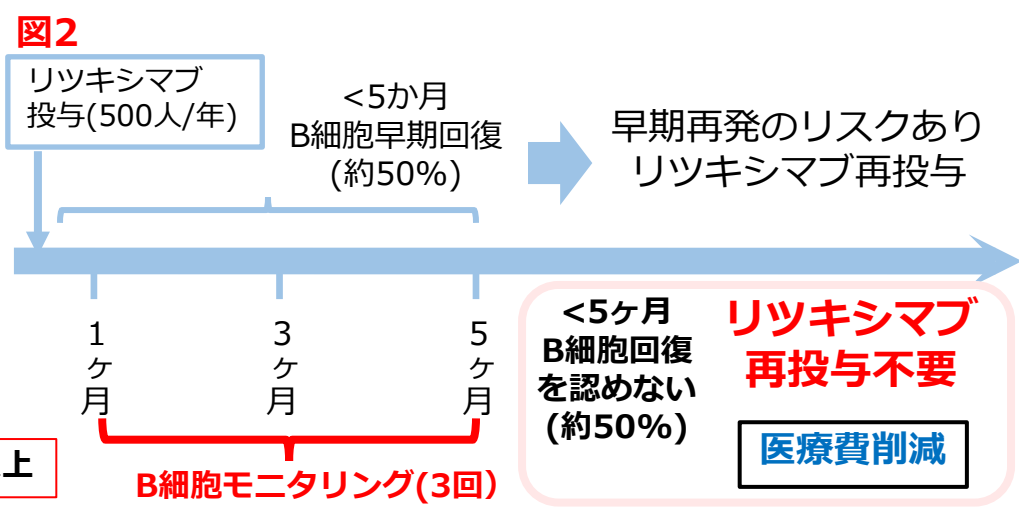 図2
リツキシマブ
投与(500人/年)
<5か月
B細胞早期回復
(約50%)
早期再発のリスクあり
リツキシマブ再投与
1ヶ月
3ヶ月
5ヶ月
B細胞モニタリング(3回）
<5ヶ月
B細胞回復
を認めない
(約50%)
リツキシマブ
再投与不要
医療費削減
上